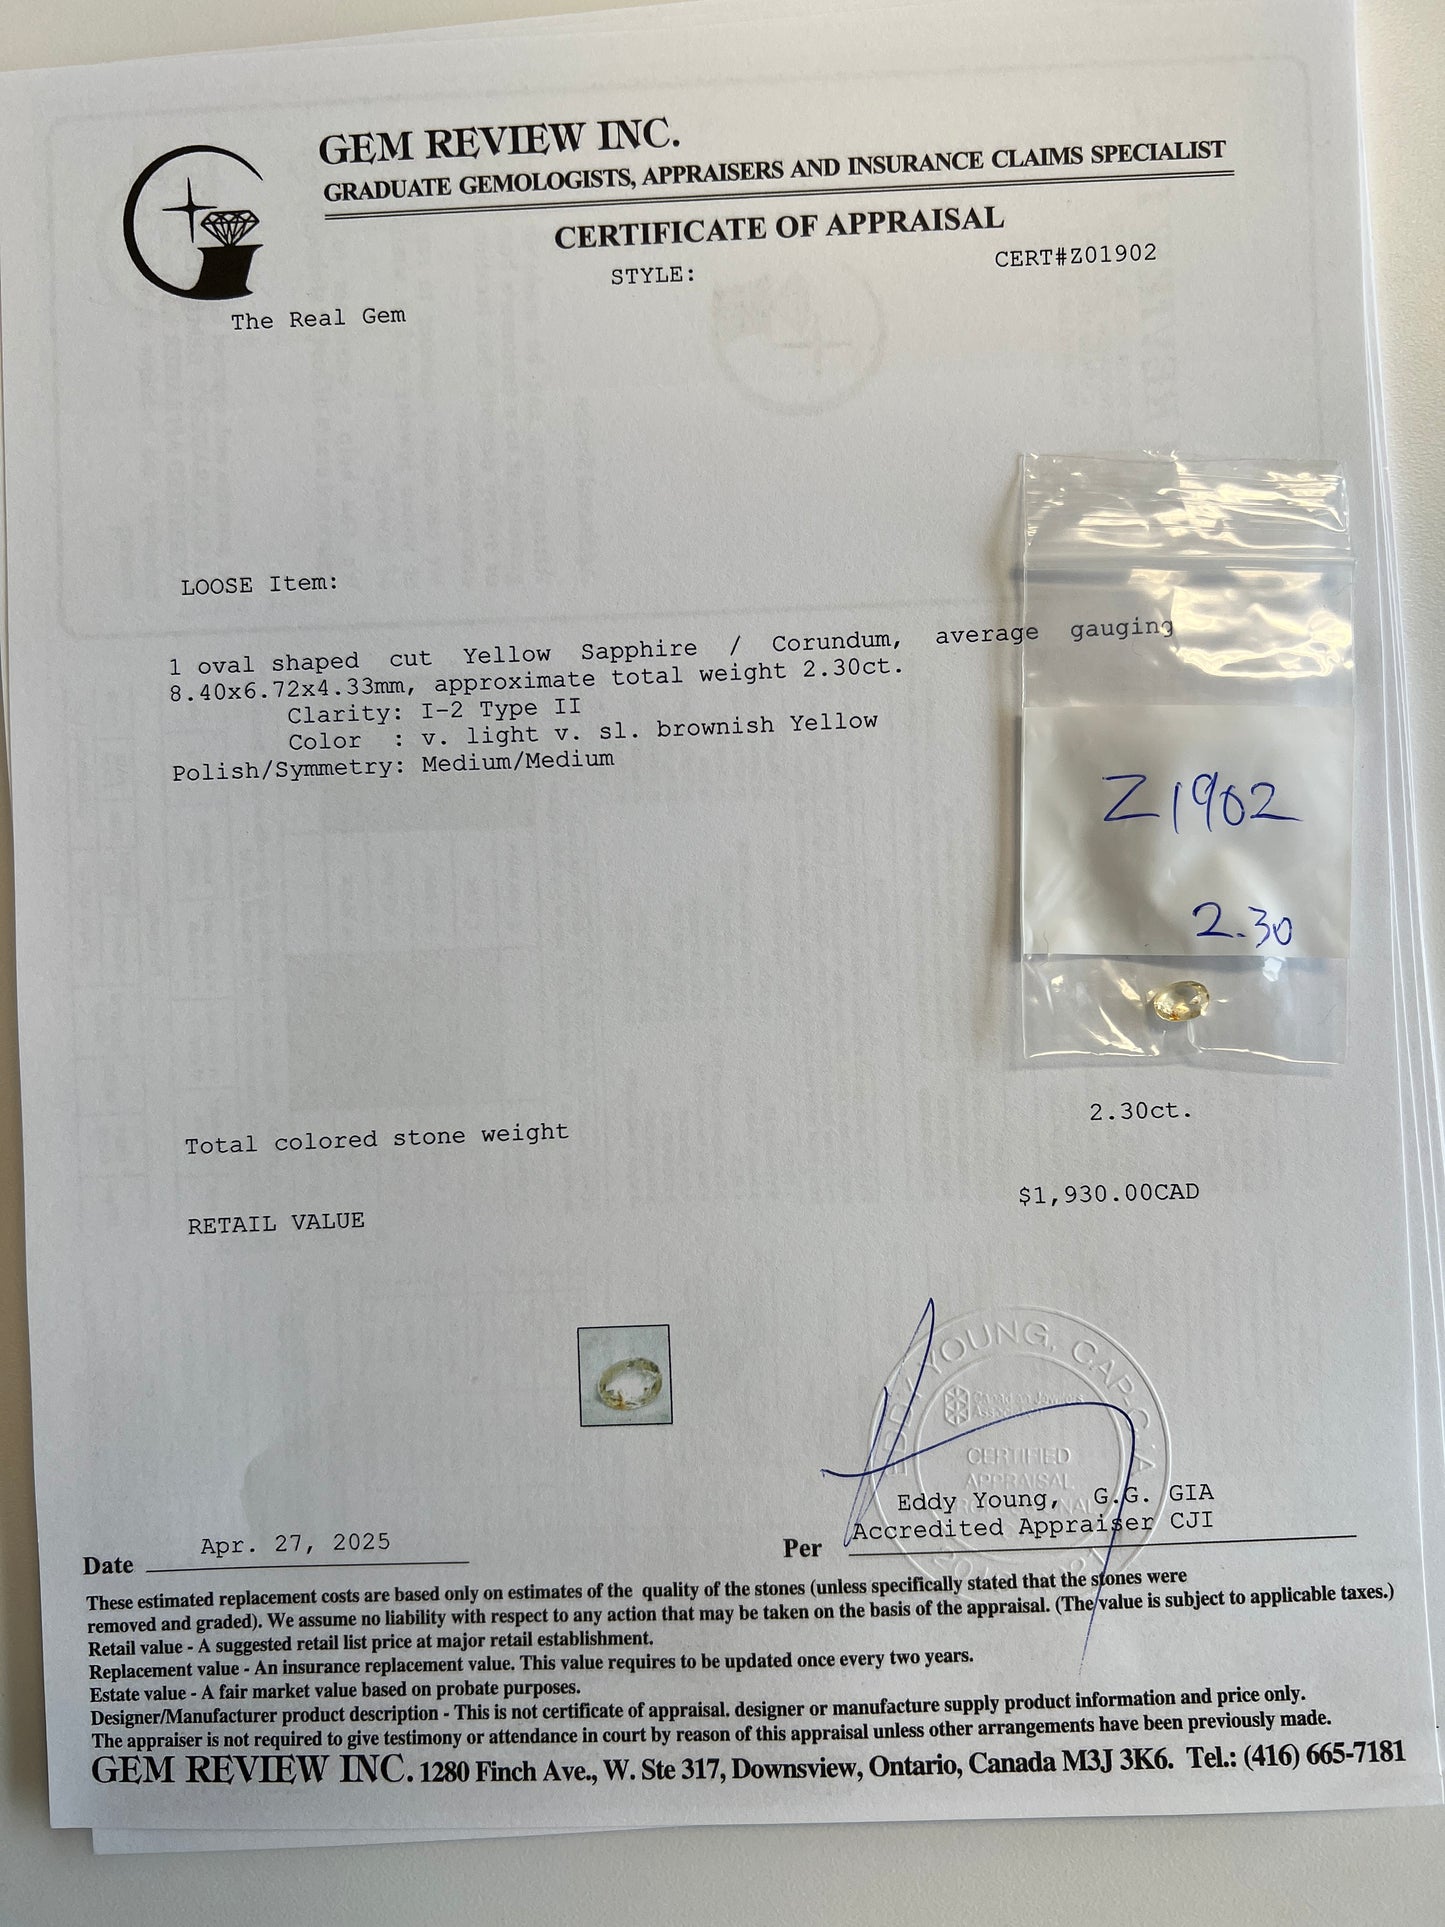 GEM REVIEW INC.
GRADUATE GEMOLOGISTS, APPRAISERS AND INSURANCE CLAIMS SPECIALIST
CERTIFICATE OF APPRAISAL
STYLE:
CERT#Z01902
The Real Gem
LOOSE Item:
1 oval shaped cut Yellow Sapphire / Corundum, average gauging
8.40x6.72x4.33mm, approximate total weight 2.30ct.
Clarity: I-2 Type II
Color : v. light v. sl. brownish Yellow
Polish/Symmetry: Medium/Medium
Z1902
2.30
Total colored stone weight 2.30ct.
RETAIL VALUE $1,930.00CAD
EDDY YOUNG, CAP-CJA
Canadian Jewellers
Association
CERTIFIED
APPRAISAL
Eddy Young, G.G. GIA
Accredited Appraiser CJI
Date Apr. 27, 2025
Per
These estimated replacement costs are based only on estimates of the quality of the stones (unless specifically stated that the stones were
removed and graded). We assume no liability with respect to any action that may be taken on the basis of the appraisal. (The value is subject to applicable taxes.)
Retail value - A suggested retail list price at major retail establishment.
Replacement value - An insurance replacement value. This value requires to be updated once every two years.
Estate value - A fair market value based on probate purposes.
Designer/Manufacturer product description - This is not certificate of appraisal. designer or manufacture supply product information and price only.
The appraiser is not required to give testimony or attendance in court by reason of this appraisal unless other arrangements have been previously made.
GEM REVIEW INC. 1280 Finch Ave., W. Ste 317, Downsview, Ontario, Canada M3J 3K6. Tel.: (416) 665-7181